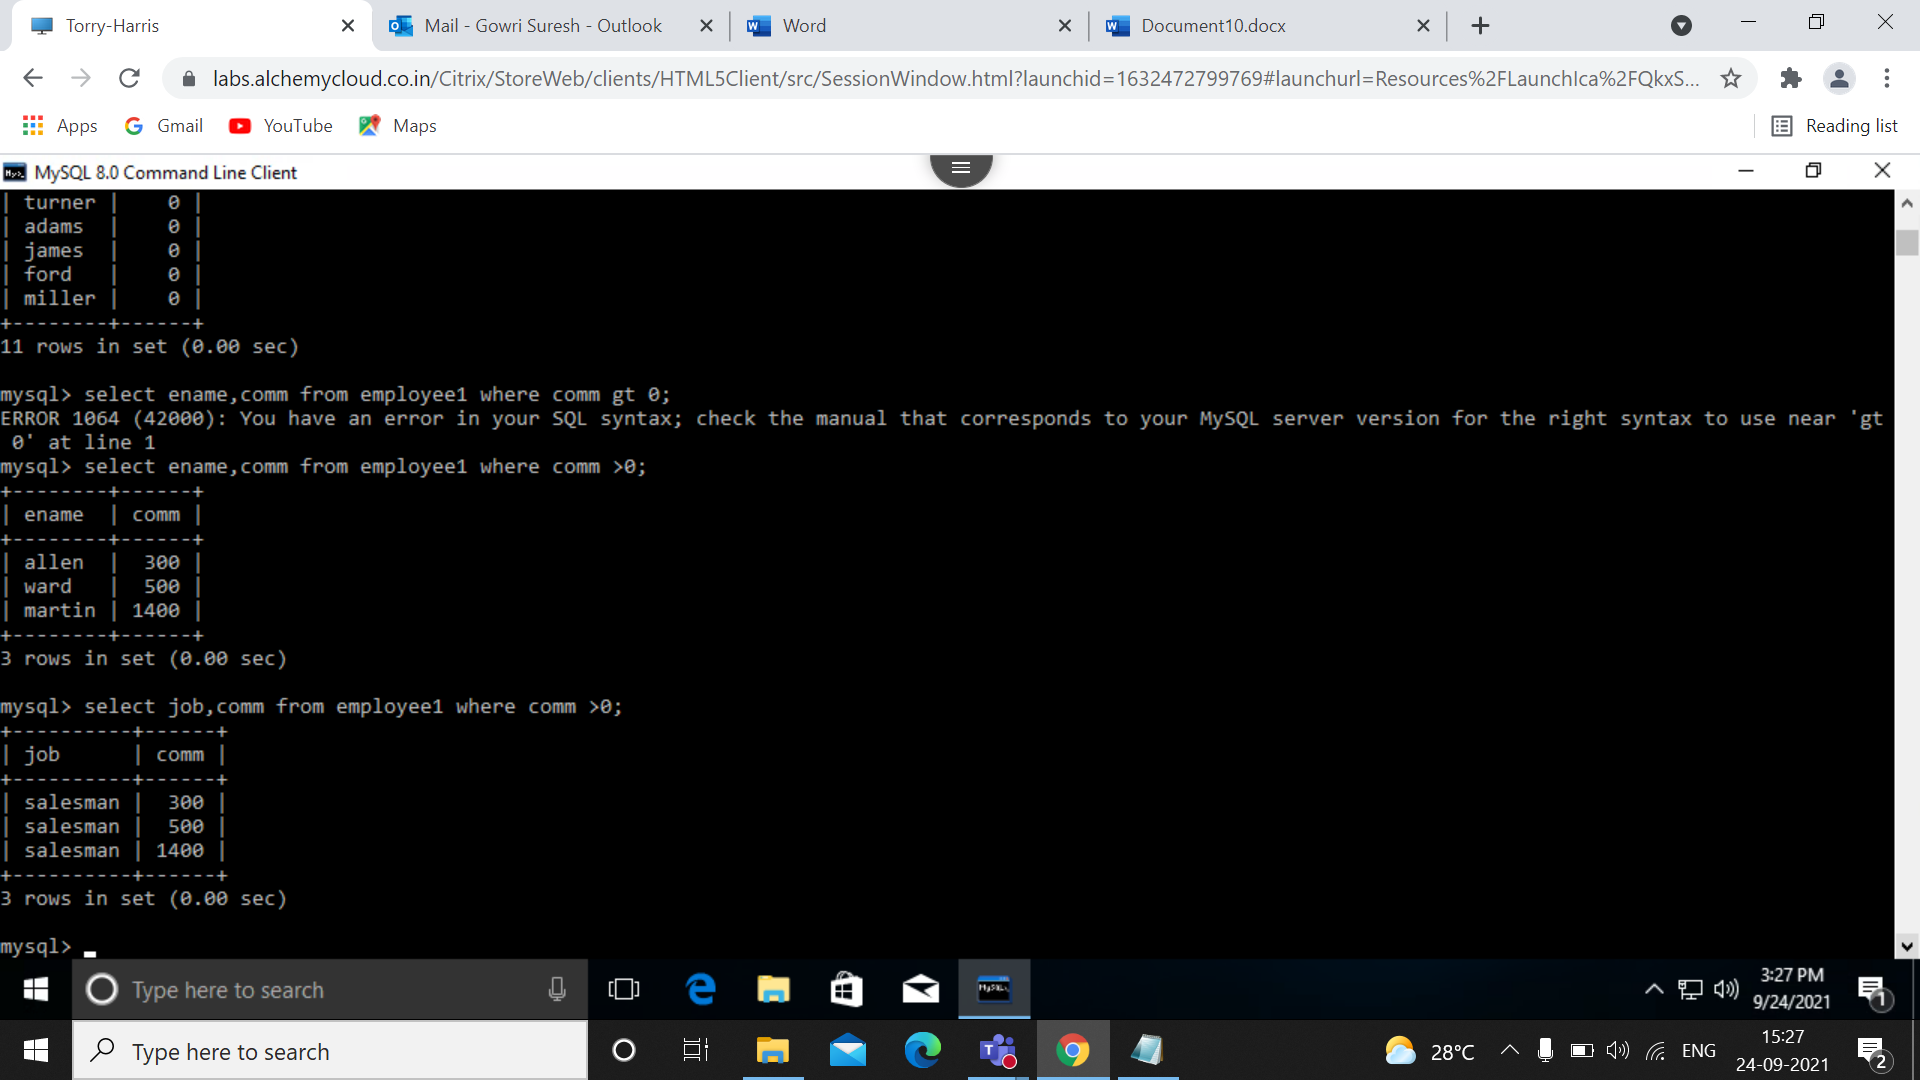 Torry-Harris
Mail - Gowri Suresh - Outlook
Word
Document10.docx
labs.alchemycloud.co.in/Citrix/StoreWeb/clients/HTML5Client/src/SessionWindow.html?launchid=1632472799769#launchurl=Resources%2FLaunchIca%2FQkxS...
Apps
Gmail
YouTube
Maps
Reading list
MySQL 8.0 Command Line Client
| turner |    0 |
| adams  |    0 |
| james  |    0 |
| ford   |    0 |
| miller |    0 |
+--------+------+
11 rows in set (0.00 sec)
mysql> select ename,comm from employee1 where comm gt 0;
ERROR 1064 (42000): You have an error in your SQL syntax; check the manual that corresponds to your MySQL server version for the right syntax to use near 'gt
 0' at line 1
mysql> select ename,comm from employee1 where comm >0;
+--------+------+
| ename  | comm |
+--------+------+
| allen  |  300 |
| ward   |  500 |
| martin | 1400 |
+--------+------+
3 rows in set (0.00 sec)
mysql> select job,comm from employee1 where comm >0;
+----------+------+
| job      | comm |
+----------+------+
| salesman |  300 |
| salesman |  500 |
| salesman | 1400 |
+----------+------+
3 rows in set (0.00 sec)
mysql>
Type here to search
3:27 PM
9/24/2021
1
Type here to search
28°C
ENG
15:27
24-09-2021
2